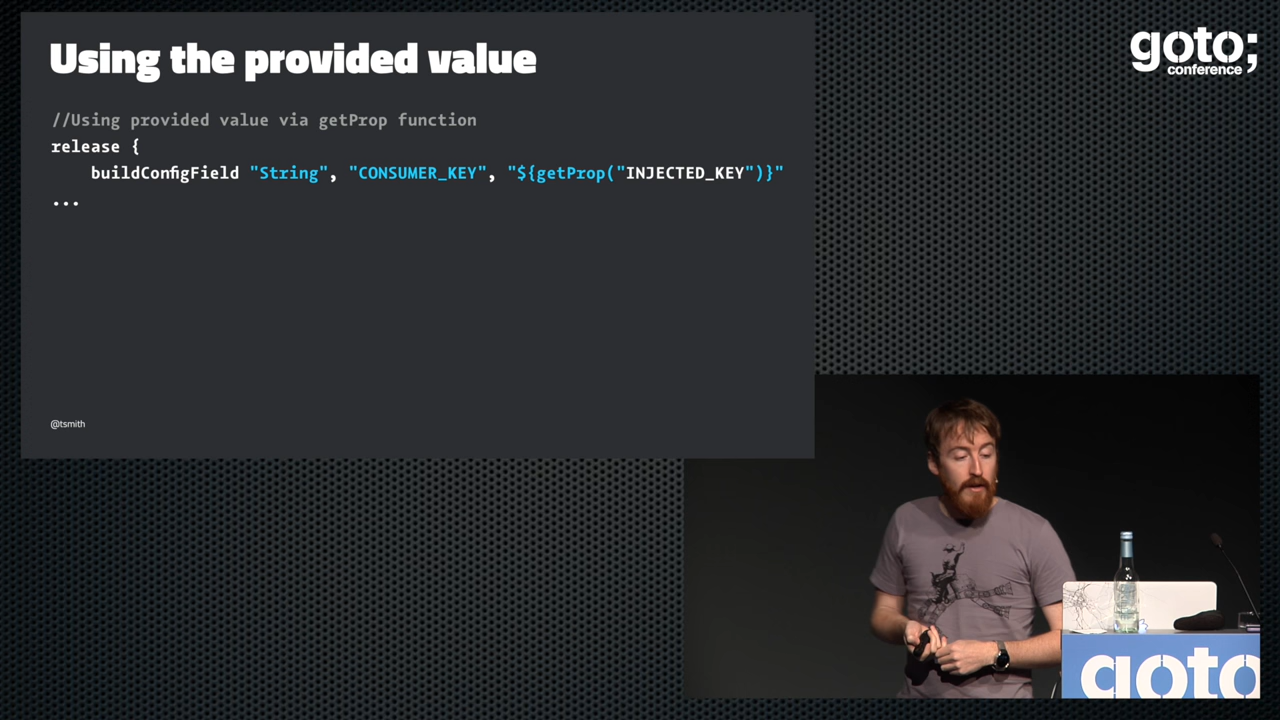 Using the provided value
//Using provided value via getProp function
release {
buildConfigField "String", "CONSUMER_KEY", "${getProp("INJECTED_KEY")}"
...
@tsmith
goto;
conference
goto